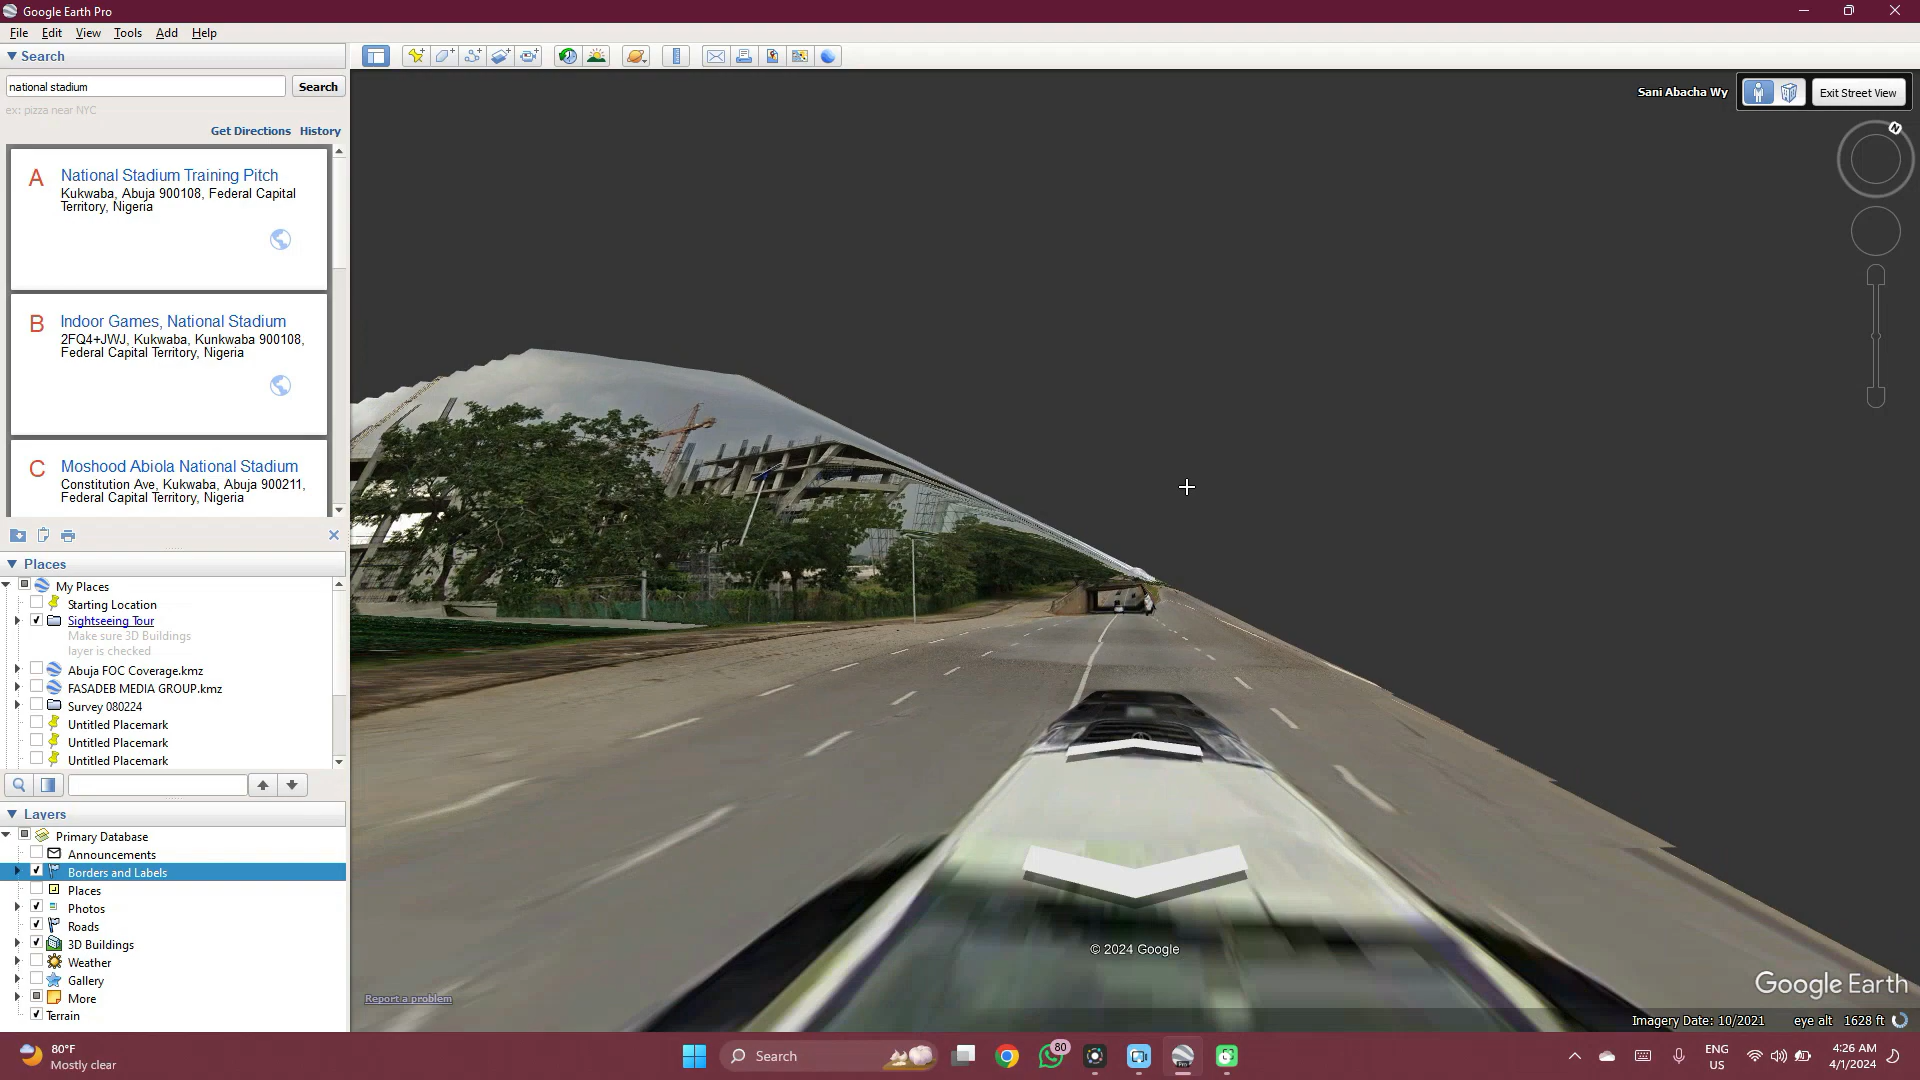 Google Earth Pro
File Edit View Tools Add Help
Search
national stadium
Search
ex: pizza near NYC
Get Directions History
A
National Stadium Training Pitch
Kukwaba, Abuja 900108, Federal Capital
Territory, Nigeria
B
Indoor Games, National Stadium
2FQ4+JWJ, Kukwaba, Kunkwaba 900108,
Federal Capital Territory, Nigeria
C
Moshood Abiola National Stadium
Constitution Ave, Kukwaba, Abuja 900211,
Federal Capital Territory, Nigeria
Places
My Places
Starting Location
Sightseeing Tour
Make sure 3D Buildings
layer is checked
Abuja FOC Coverage.kmz
FASADEB MEDIA GROUP.kmz
Survey 080224
Untitled Placemark
Untitled Placemark
Untitled Placemark
Layers
Primary Database
Announcements
Borders and Labels
Places
Photos
Roads
3D Buildings
Weather
Gallery
More
Terrain
Sani Abacha Wy
Exit Street View
N
© 2024 Google
Report a problem
Google Earth
Imagery Date: 10/2021 eye alt 1628 ft
80°F
Mostly clear
Search
80
ENG
US
4:26 AM
4/1/2024